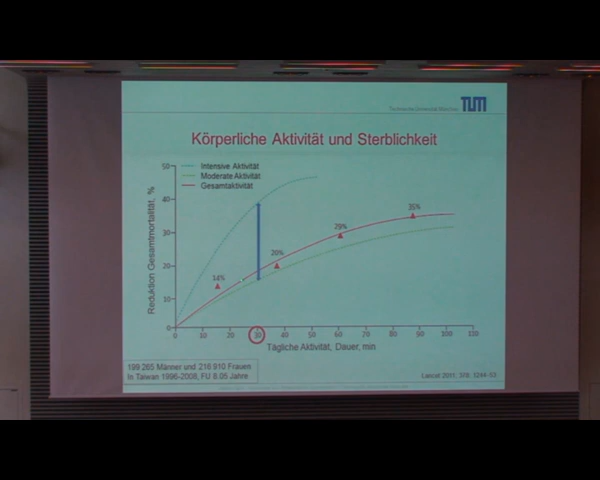 Technische Universität München TUM
Körperliche Aktivität und Sterblichkeit
Intensive Aktivität
Moderate Aktivität
Gesamtaktivität
Reduktion Gesamtmortalität, %
50
40
30
20
10
0
14%
20%
29%
35%
0 10 20 30 40 50 60 70 80 90 100 110
Tägliche Aktivität, Dauer, min
199 265 Männer und 216 910 Frauen
In Taiwan 1996-2008, FU 8.05 Jahre
Lancet 2011, 378, 1244-53